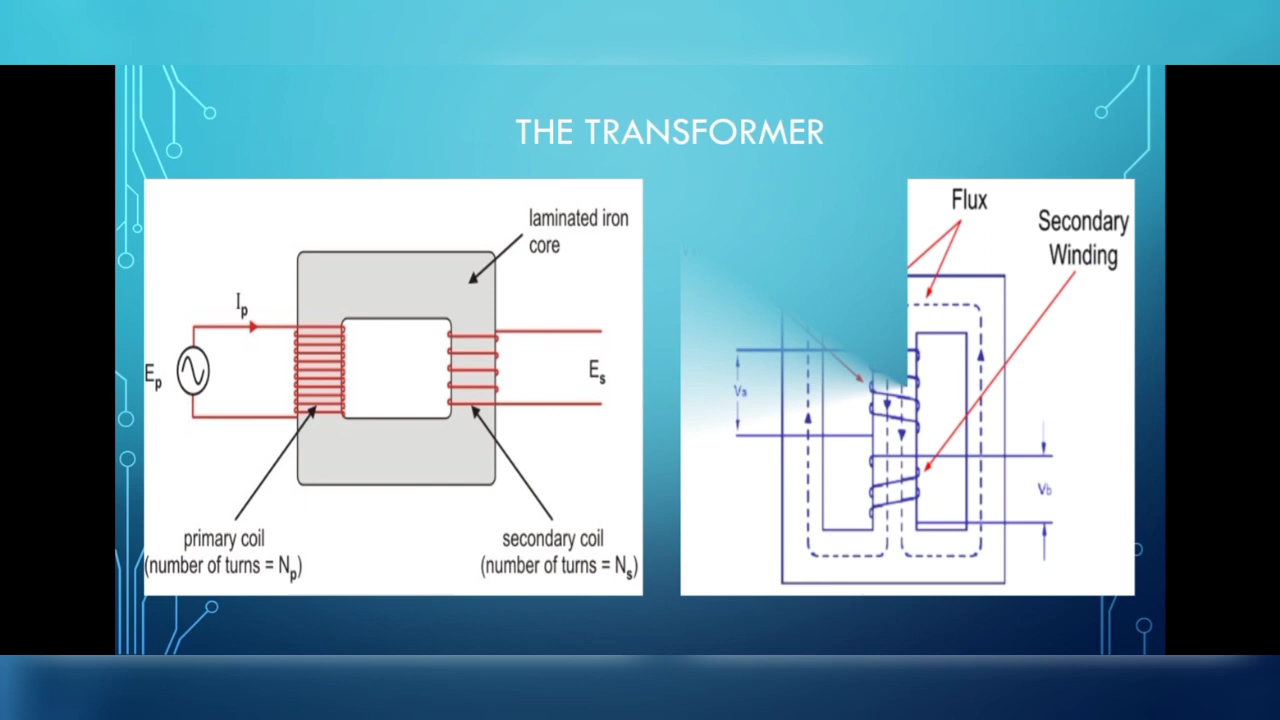 THE TRANSFORMER
laminated iron
core
Ip
Ep
Es
primary coil
(number of turns = Np)
secondary coil
(number of turns = Ns)
Flux
Secondary
Winding
Va
Vb